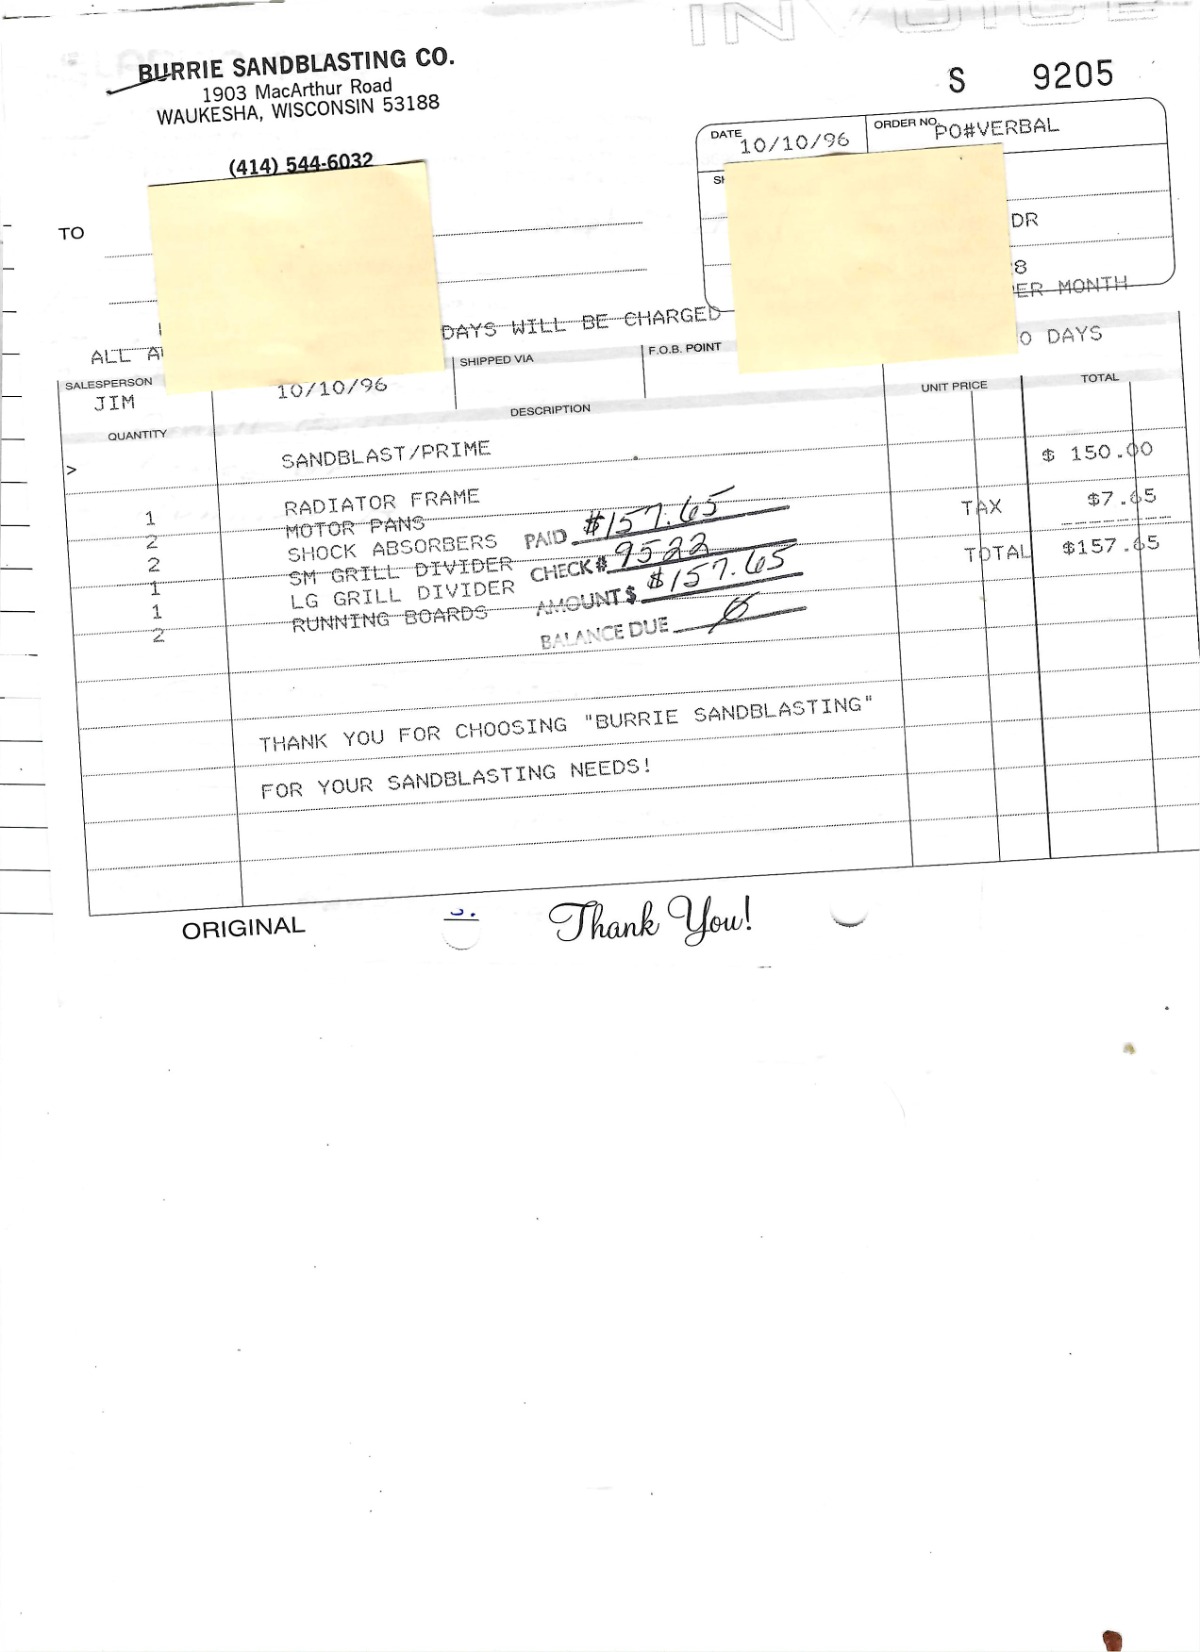 INVOICE
BURRIE SANDBLASTING CO.
1903 MacArthur Road
WAUKESHA, WISCONSIN 53188
(414) 544-6032
S 9205
DATE 10/10/96 ORDER NO. PO#VERBAL
TO
DR
8
ER MONTH
DAYS WILL BE CHARGED
ALL
0 DAYS
SALESPERSON SHIPPED VIA F.O.B. POINT
JIM 10/10/96
QUANTITY DESCRIPTION UNIT PRICE TOTAL
> SANDBLAST/PRIME $ 150.00
1 RADIATOR FRAME TAX $7.65
2 MOTOR PANS PAID $157.65
2 SHOCK ABSORBERS CHECK # 9522 TOTAL $157.65
1 SM GRILL DIVIDER AMOUNT $ $157.65
1 LG GRILL DIVIDER BALANCE DUE 0
2 RUNNING BOARDS
THANK YOU FOR CHOOSING "BURRIE SANDBLASTING"
FOR YOUR SANDBLASTING NEEDS!
ORIGINAL Thank You!